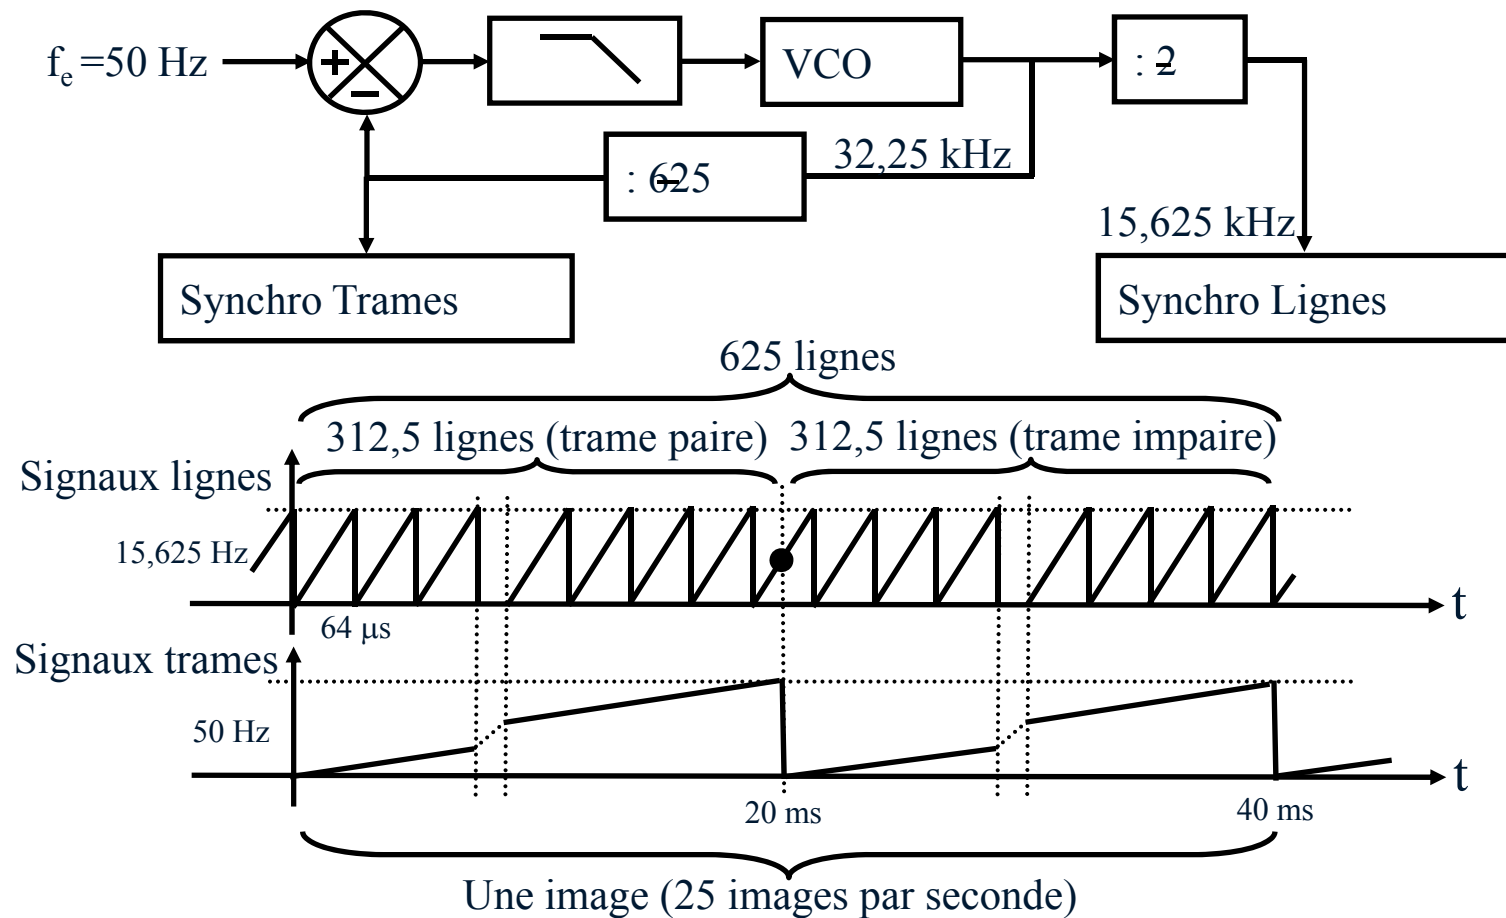 fₑ =50 Hz
+
–
VCO
: 2
: 625
32,25 kHz
15,625 kHz
Synchro Trames
Synchro Lignes
625 lignes
312,5 lignes (trame paire)
312,5 lignes (trame impaire)
Signaux lignes
15,625 Hz
t
64 μs
Signaux trames
50 Hz
t
20 ms
40 ms
Une image (25 images par seconde)